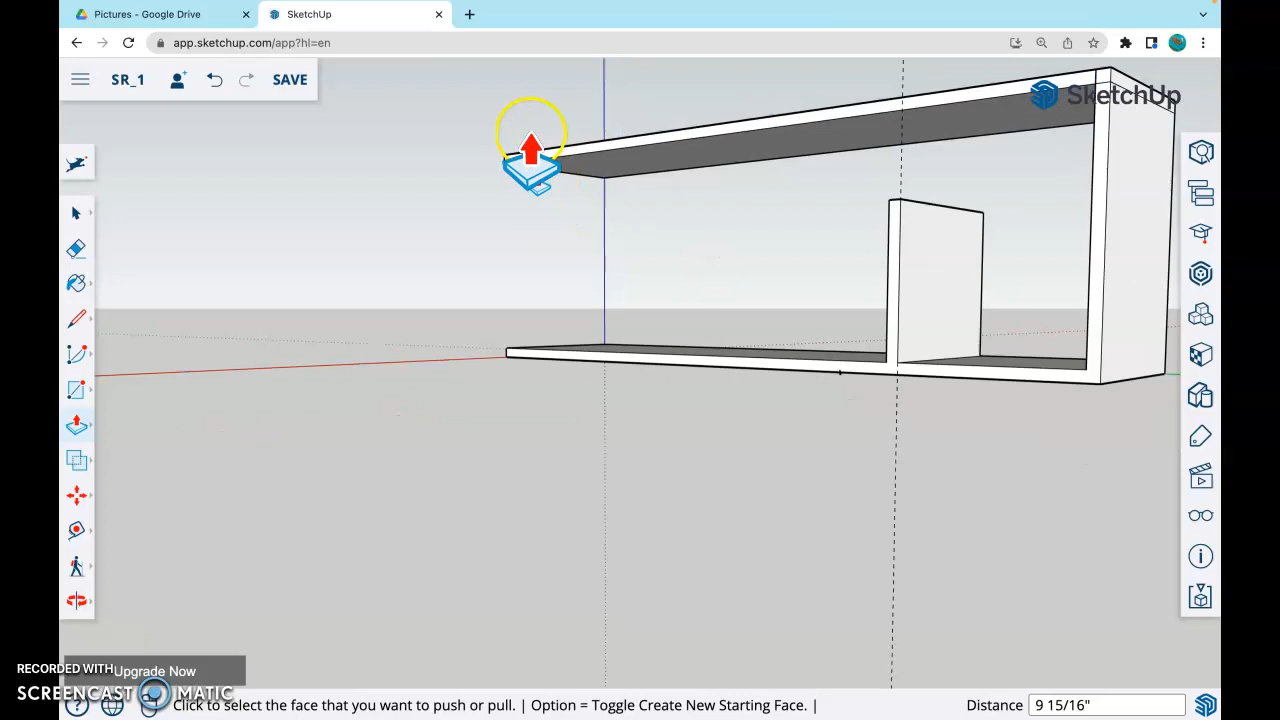 Pictures - Google Drive
SketchUp
app.sketchup.com/app?hl=en
SR_1
SAVE
SketchUp
Upgrade Now
RECORDED WITH
SCREENCAST MATIC
Click to select the face that you want to push or pull. | Option = Toggle Create New Starting Face. |
Distance
9 15/16"